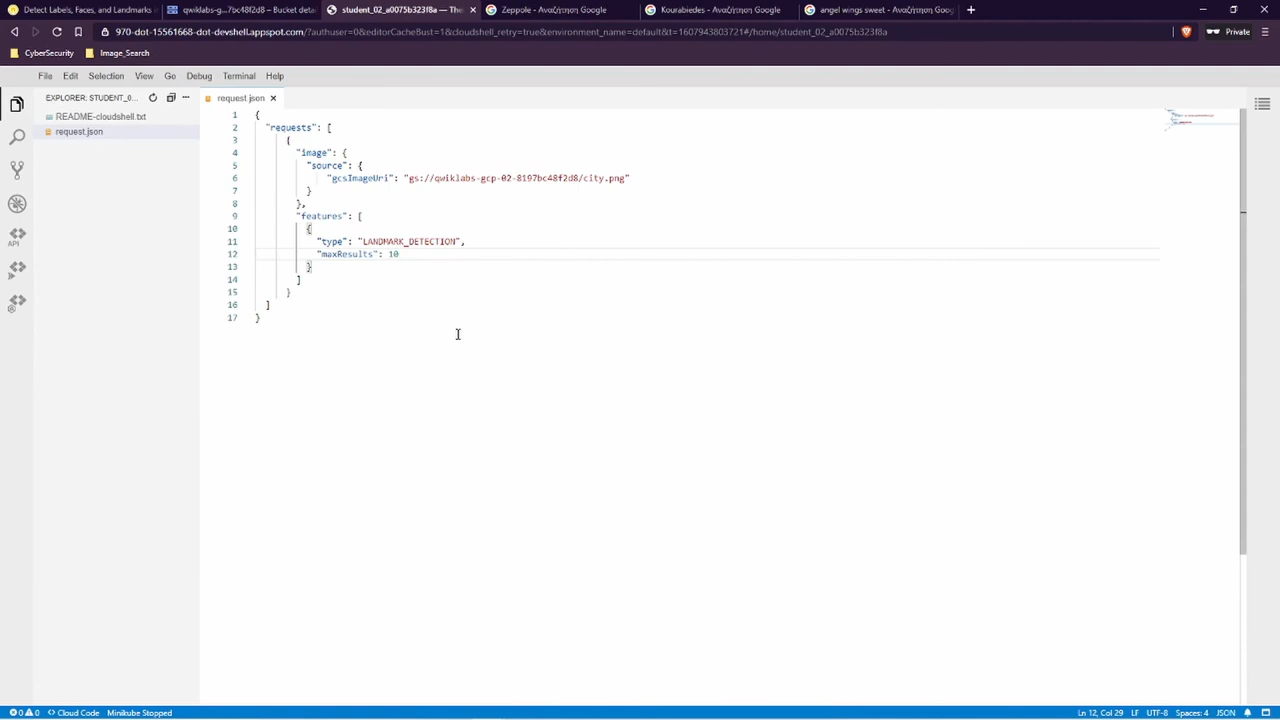 Detect Labels, Faces, and Landmarks
qwiklabs-g...7bc48f2d8 – Bucket detai
student_02_a0075b323f8a — The
Zeppole - Αναζήτηση Google
Kourabiedes - Αναζήτηση Google
angel wings sweet - Αναζήτηση Goog
970-dot-15561668-dot-devshell.appspot.com/?authuser=0&editorCacheBust=1&cloudshell_retry=true&environment_name=default&t=1607943803721#/home/student_02_a0075b323f8a
Private
CyberSecurity
Image_Search
File Edit Selection View Go Debug Terminal Help
EXPLORER: STUDENT_0...
request.json
README-cloudshell.txt
request.json
API
1 {
2 "requests": [
3 {
4 "image": {
5 "source": {
6 "gcsImageUri": "gs://qwiklabs-gcp-02-8197bc48f2d8/city.png"
7 }
8 },
9 "features": [
10 {
11 "type": "LANDMARK_DETECTION",
12 "maxResults": 10
13 }
14 ]
15 }
16 ]
17 }
0 0 Cloud Code Minikube Stopped
Ln 12, Col 29 LF UTF-8 Spaces: 4 JSON